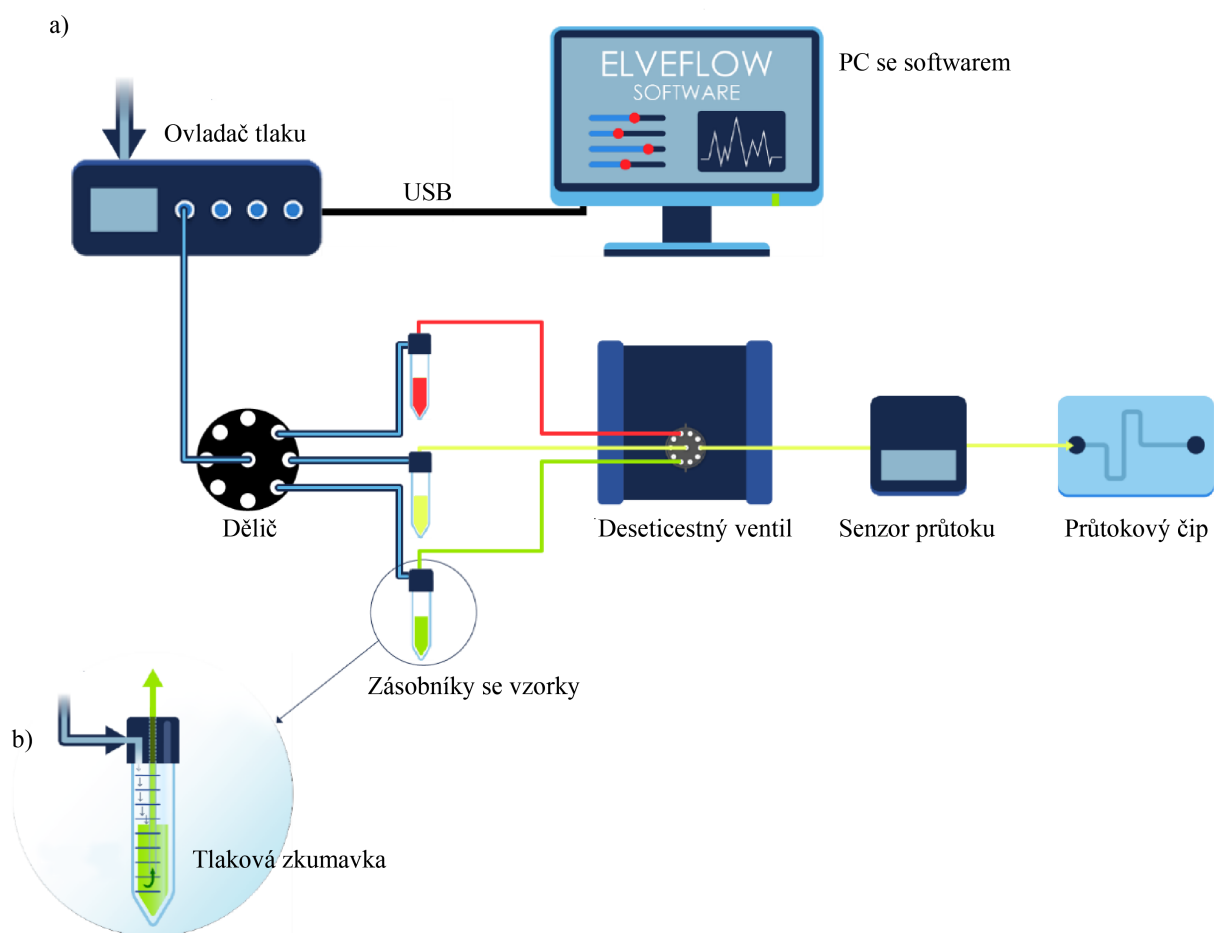 a)
ELVEFLOW
SOFTWARE
PC se softwarem
Ovladač tlaku
USB
Dělič
Deseticestný ventil
Senzor průtoku
Průtokový čip
Zásobníky se vzorky
b)
Tlaková zkumavka